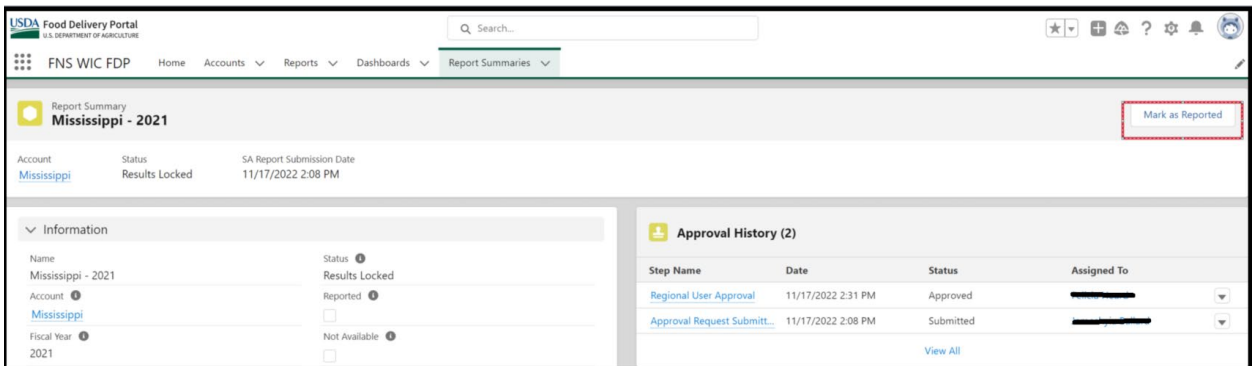 USDA Food Delivery Portal
U.S. DEPARTMENT OF AGRICULTURE
Search...
FNS WIC FDP Home Accounts Reports Dashboards Report Summaries
Report Summary
Mississippi - 2021
Mark as Reported
Account Status SA Report Submission Date
Mississippi Results Locked 11/17/2022 2:08 PM
Information
Name Status
Mississippi - 2021 Results Locked
Account Reported
Mississippi
Fiscal Year Not Available
2021
Approval History (2)
Step Name Date Status Assigned To
Regional User Approval 11/17/2022 2:31 PM Approved
Approval Request Submitt... 11/17/2022 2:08 PM Submitted
View All